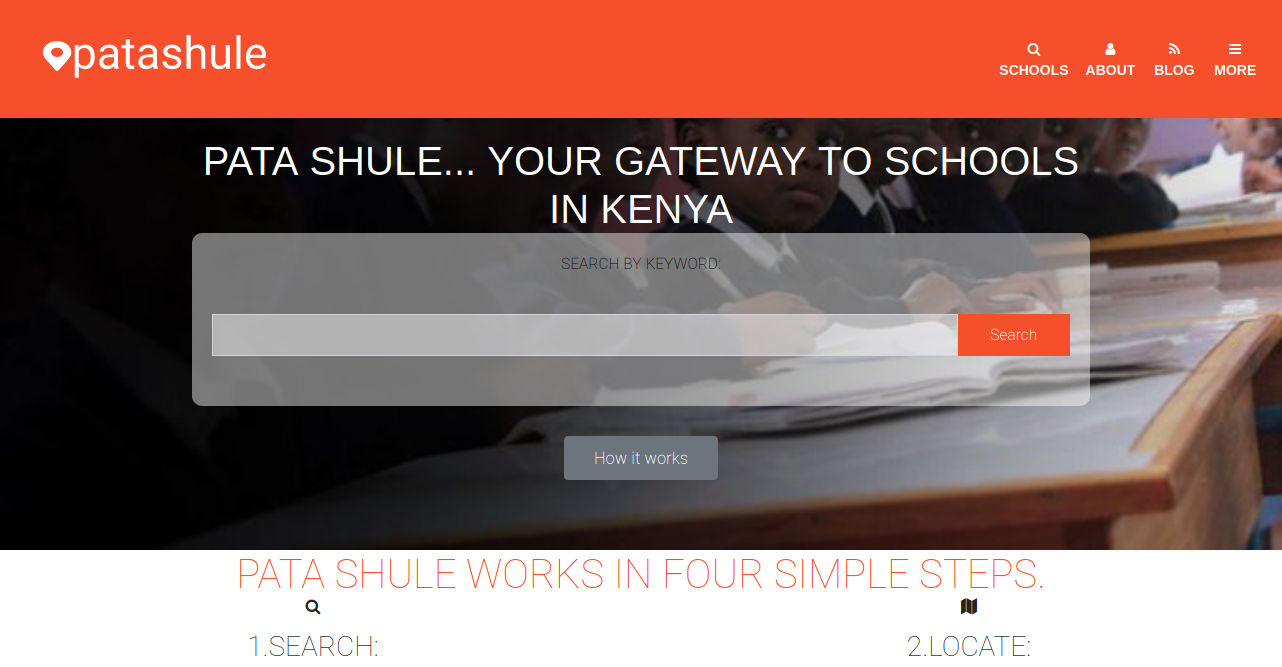 patashule
SCHOOLS ABOUT BLOG MORE
PATA SHULE... YOUR GATEWAY TO SCHOOLS
IN KENYA
SEARCH BY KEYWORD:
Search
How it works
PATA SHULE WORKS IN FOUR SIMPLE STEPS.
1.SEARCH: 2.LOCATE: